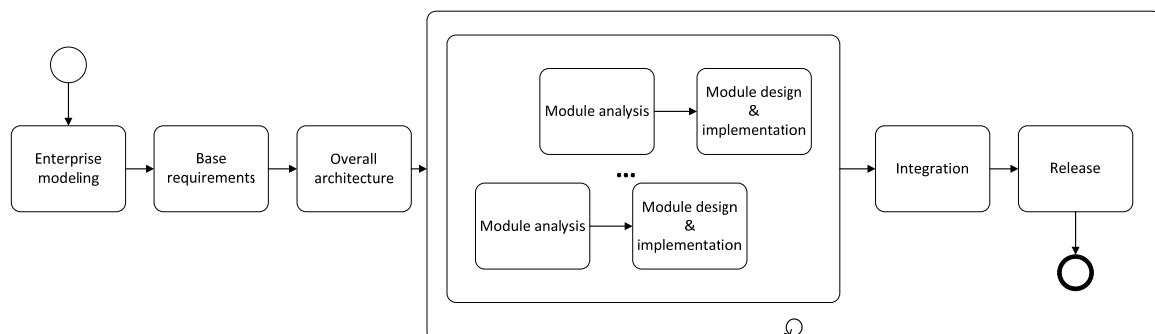 Enterprise
modeling
Base
requirements
Overall
architecture
Module analysis
Module design
&
implementation
...
Module analysis
Module design
&
implementation
Integration
Release